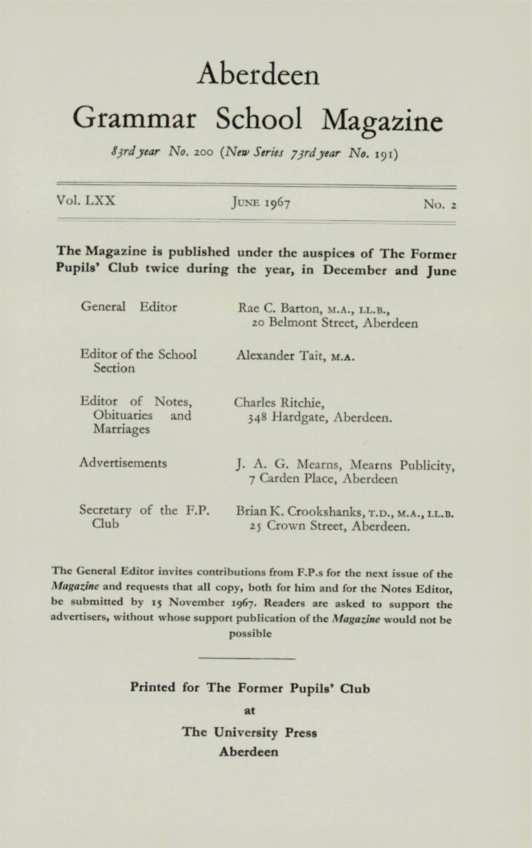 Aberdeen
Grammar School Magazine
83rd year No. 200 (New Series 73rd year No. 191)
Vol. LXX June 1967 No. 2
The Magazine is published under the auspices of The Former
Pupils' Club twice during the year, in December and June
General Editor Rae C. Barton, M.A., LL.B.,
20 Belmont Street, Aberdeen
Editor of the School Alexander Tait, M.A.
Section
Editor of Notes, Charles Ritchie,
Obituaries and 348 Hardgate, Aberdeen.
Marriages
Advertisements J. A. G. Mearns, Mearns Publicity,
7 Carden Place, Aberdeen
Secretary of the F.P. Brian K. Crookshanks, T.D., M.A., LL.B.
Club 25 Crown Street, Aberdeen.
The General Editor invites contributions from F.P.s for the next issue of the
Magazine and requests that all copy, both for him and for the Notes Editor,
be submitted by 15 November 1967. Readers are asked to support the
advertisers, without whose support publication of the Magazine would not be
possible
Printed for The Former Pupils' Club
at
The University Press
Aberdeen